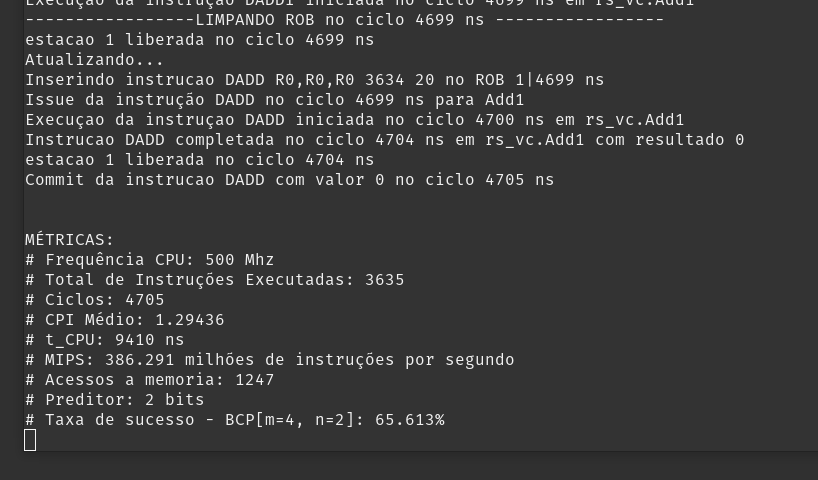 Execução da instrução DADDI iniciada no ciclo 4699 ns em rs_vc.Add1
-----------------LIMPANDO ROB no ciclo 4699 ns -----------------
estacao 1 liberada no ciclo 4699 ns
Atualizando...
Inserindo instrucao DADD R0,R0,R0 3634 20 no ROB 1|4699 ns
Issue da instrução DADD no ciclo 4699 ns para Add1
Execuçao da instruçao DADD iniciada no ciclo 4700 ns em rs_vc.Add1
Instrucao DADD completada no ciclo 4704 ns em rs_vc.Add1 com resultado 0
estacao 1 liberada no ciclo 4704 ns
Commit da instrucao DADD com valor 0 no ciclo 4705 ns
MÉTRICAS:
# Frequência CPU: 500 Mhz
# Total de Instruções Executadas: 3635
# Ciclos: 4705
# CPI Médio: 1.29436
# t_CPU: 9410 ns
# MIPS: 386.291 milhões de instruções por segundo
# Acessos a memoria: 1247
# Preditor: 2 bits
# Taxa de sucesso - BCP[m=4, n=2]: 65.613%